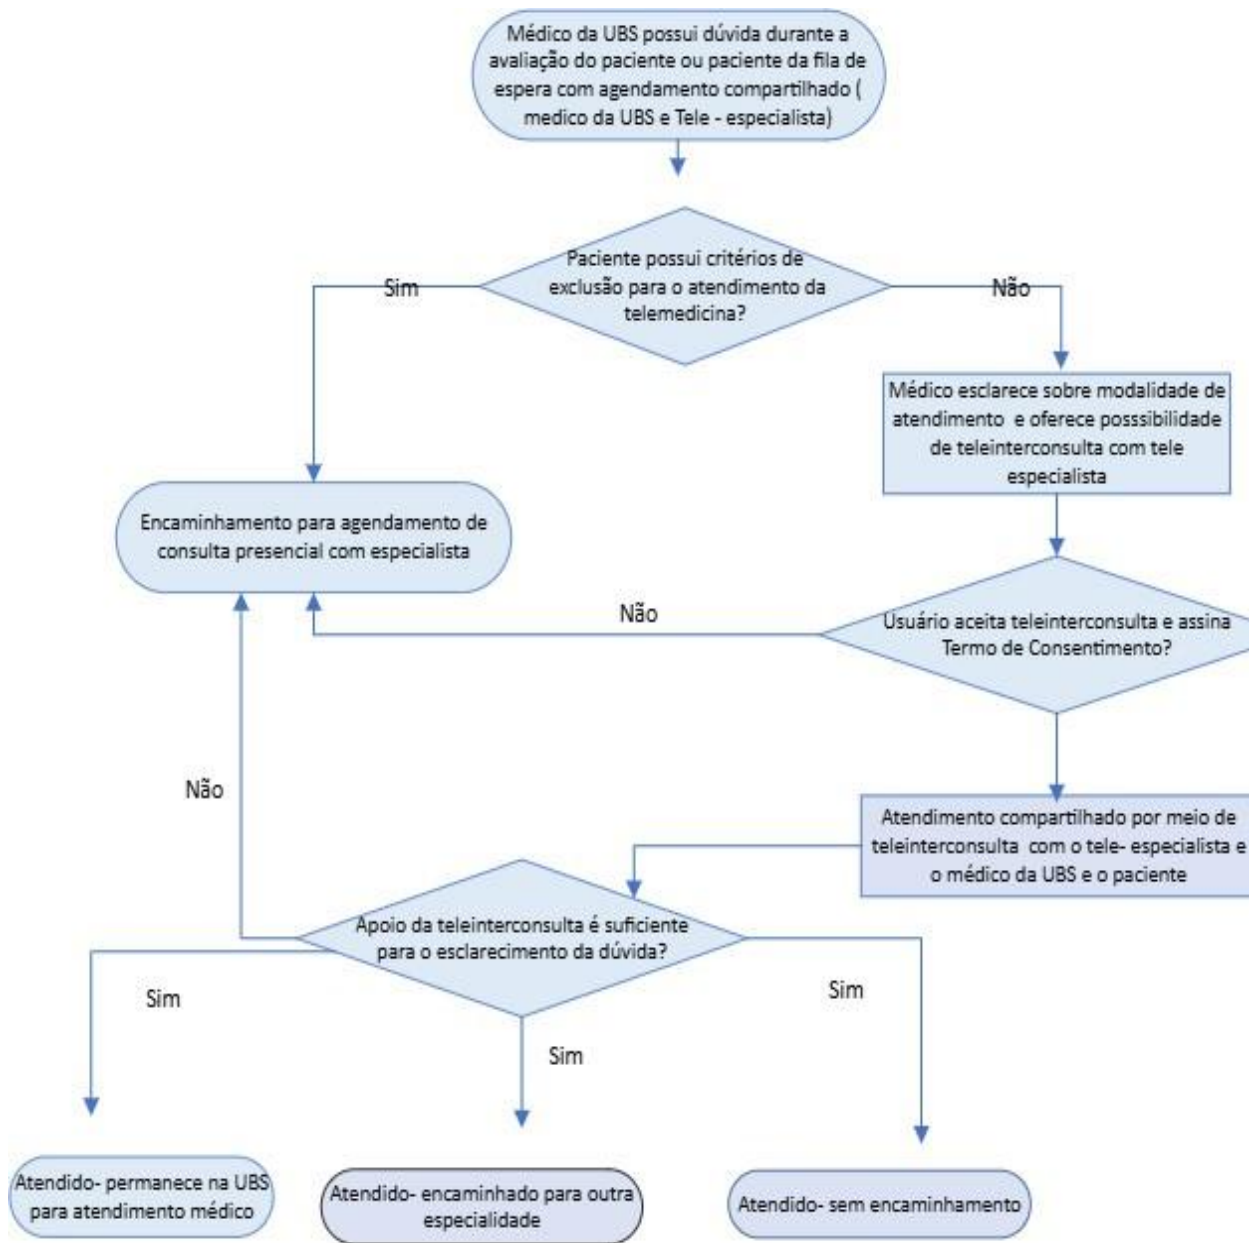 Médico da UBS possui dúvida durante a
avaliação do paciente ou paciente da fila de
espera com agendamento compartilhado (
medico da UBS e Tele - especialista)
Paciente possui critérios de
exclusão para o atendimento da
telemedicina?
Sim
Não
Médico esclarece sobre modalidade de
atendimento e oferece posssibilidade
de teleinterconsulta com tele
especialista
Encaminhamento para agendamento de
consulta presencial com especialista
Não
Usuário aceita teleinterconsulta e assina
Termo de Consentimento?
Não
Atendimento compartilhado por meio de
teleinterconsulta com o tele- especialista e
o médico da UBS e o paciente
Apoio da teleinterconsulta é suficiente
para o esclarecimento da dúvida?
Sim
Sim
Sim
Atendido- permanece na UBS
para atendimento médico
Atendido- encaminhado para outra
especialidade
Atendido- sem encaminhamento